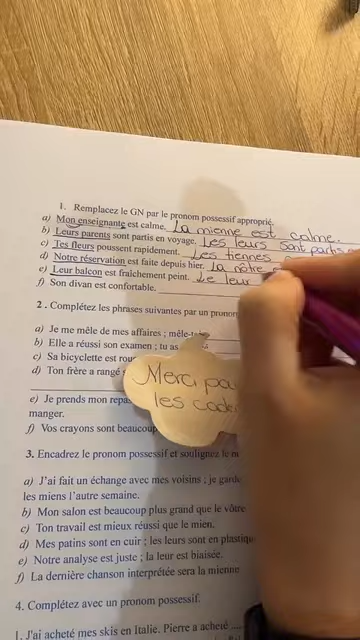 1. Remplacez le GN par le pronom possessif approprié.
a) Mon enseignante est calme. La mienne est calme.
b) Leurs parents sont partis en voyage. Les leurs sont partis
c) Tes fleurs poussent rapidement. Les tiennes
d) Notre réservation est faite depuis hier. La nôtre
e) Leur balcon est fraîchement peint. Le leur
f) Son divan est confortable.
2. Complétez les phrases suivantes par un pronom
a) Je me mêle de mes affaires ; mêle-
b) Elle a réussi son examen ; tu as
c) Sa bicyclette est
d) Ton frère a rangé
Merci
les
e) Je prends mon
manger.
f) Vos crayons sont beaucoup
3. Encadrez le pronom possessif et soulignez le
a) J'ai fait un échange avec mes voisins ; je
les miens l'autre semaine.
b) Mon salon est beaucoup plus grand que le vôtre
c) Ton travail est mieux réussi que le mien.
d) Mes patins sont en cuir ; les leurs sont en
e) Notre analyse est juste ; la leur est biaisée.
f) La dernière chanson interprétée sera la mienne
4. Complétez avec un pronom possessif.
1. J'ai acheté mes skis en Italie. Pierre a acheté ....